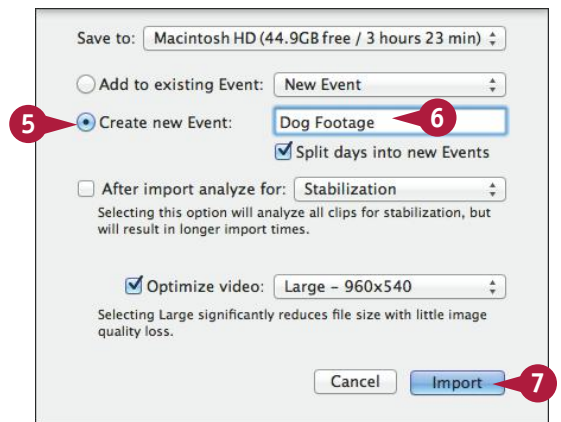 Save to: Macintosh HD (44.9GB free / 3 hours 23 min)
Add to existing Event: New Event
5 Create new Event: Dog Footage 6
Split days into new Events
After import analyze for: Stabilization
Selecting this option will analyze all clips for stabilization, but
will result in longer import times.
Optimize video: Large – 960x540
Selecting Large significantly reduces file size with little image
quality loss.
Cancel Import 7